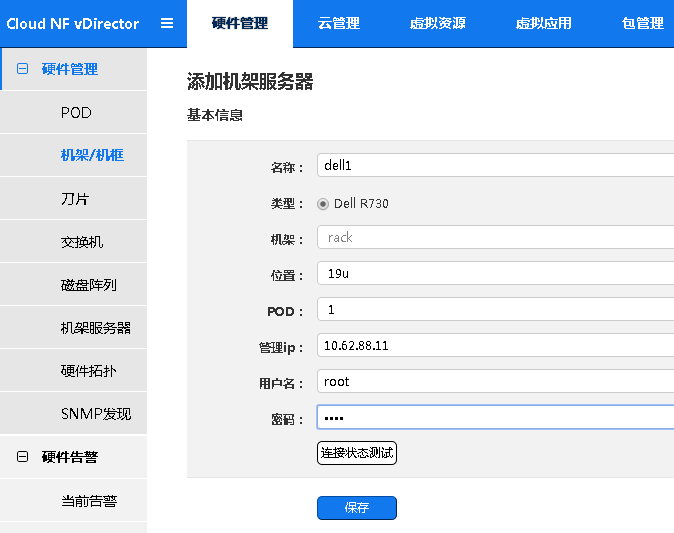 Cloud NF vDirector 硬件管理 云管理 虚拟资源 虚拟应用 包管理
硬件管理
POD
机架/机框
刀片
交换机
磁盘阵列
机架服务器
硬件拓扑
SNMP发现
硬件告警
当前告警
添加机架服务器
基本信息
名称： dell1
类型： Dell R730
机架： rack
位置： 19u
POD： 1
管理ip： 10.62.88.11
用户名： root
密码： ••••
连接状态测试
保存